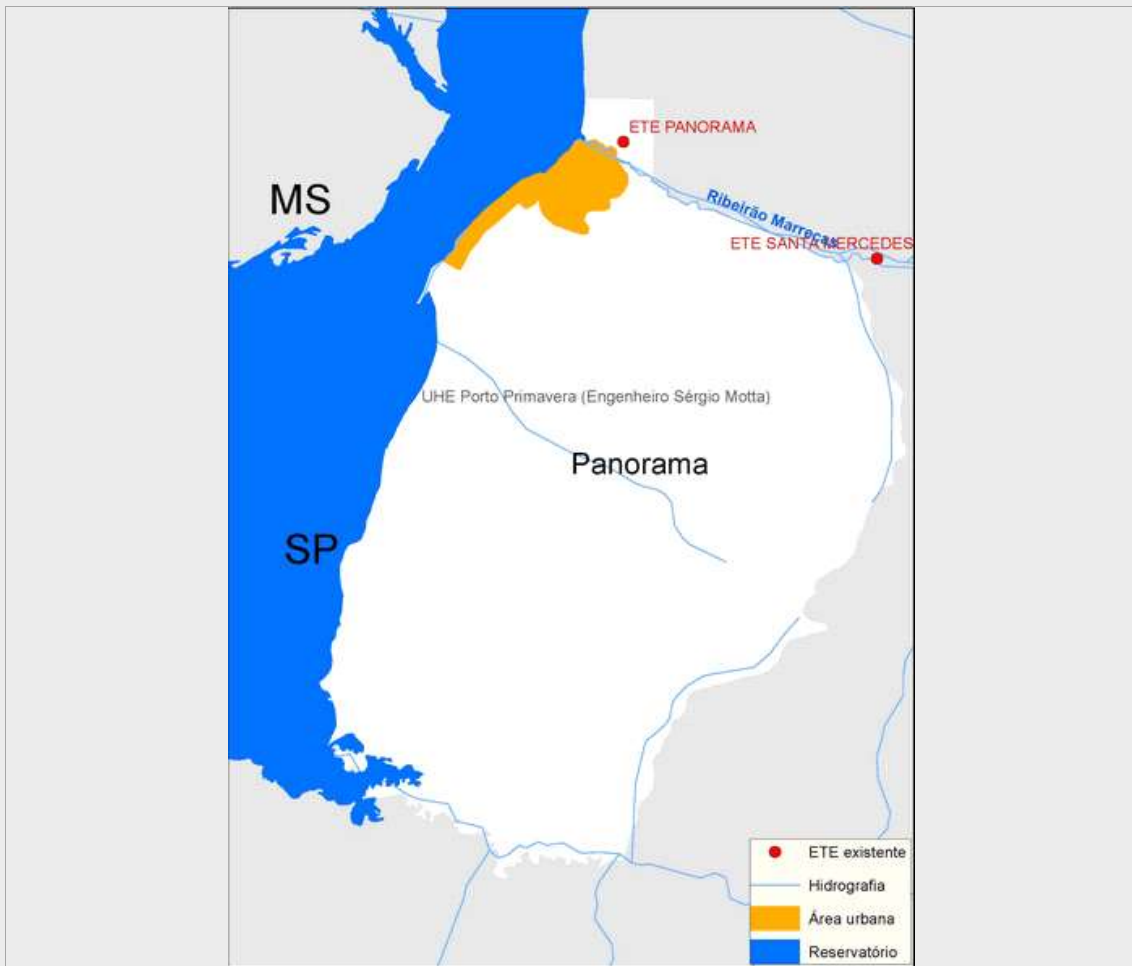 ETE PANORAMA
MS
Ribeirão Marrecas
ETE SANTA MERCEDES
UHE Porto Primavera (Engenheiro Sérgio Motta)
Panorama
SP
ETE existente
Hidrografia
Área urbana
Reservatório